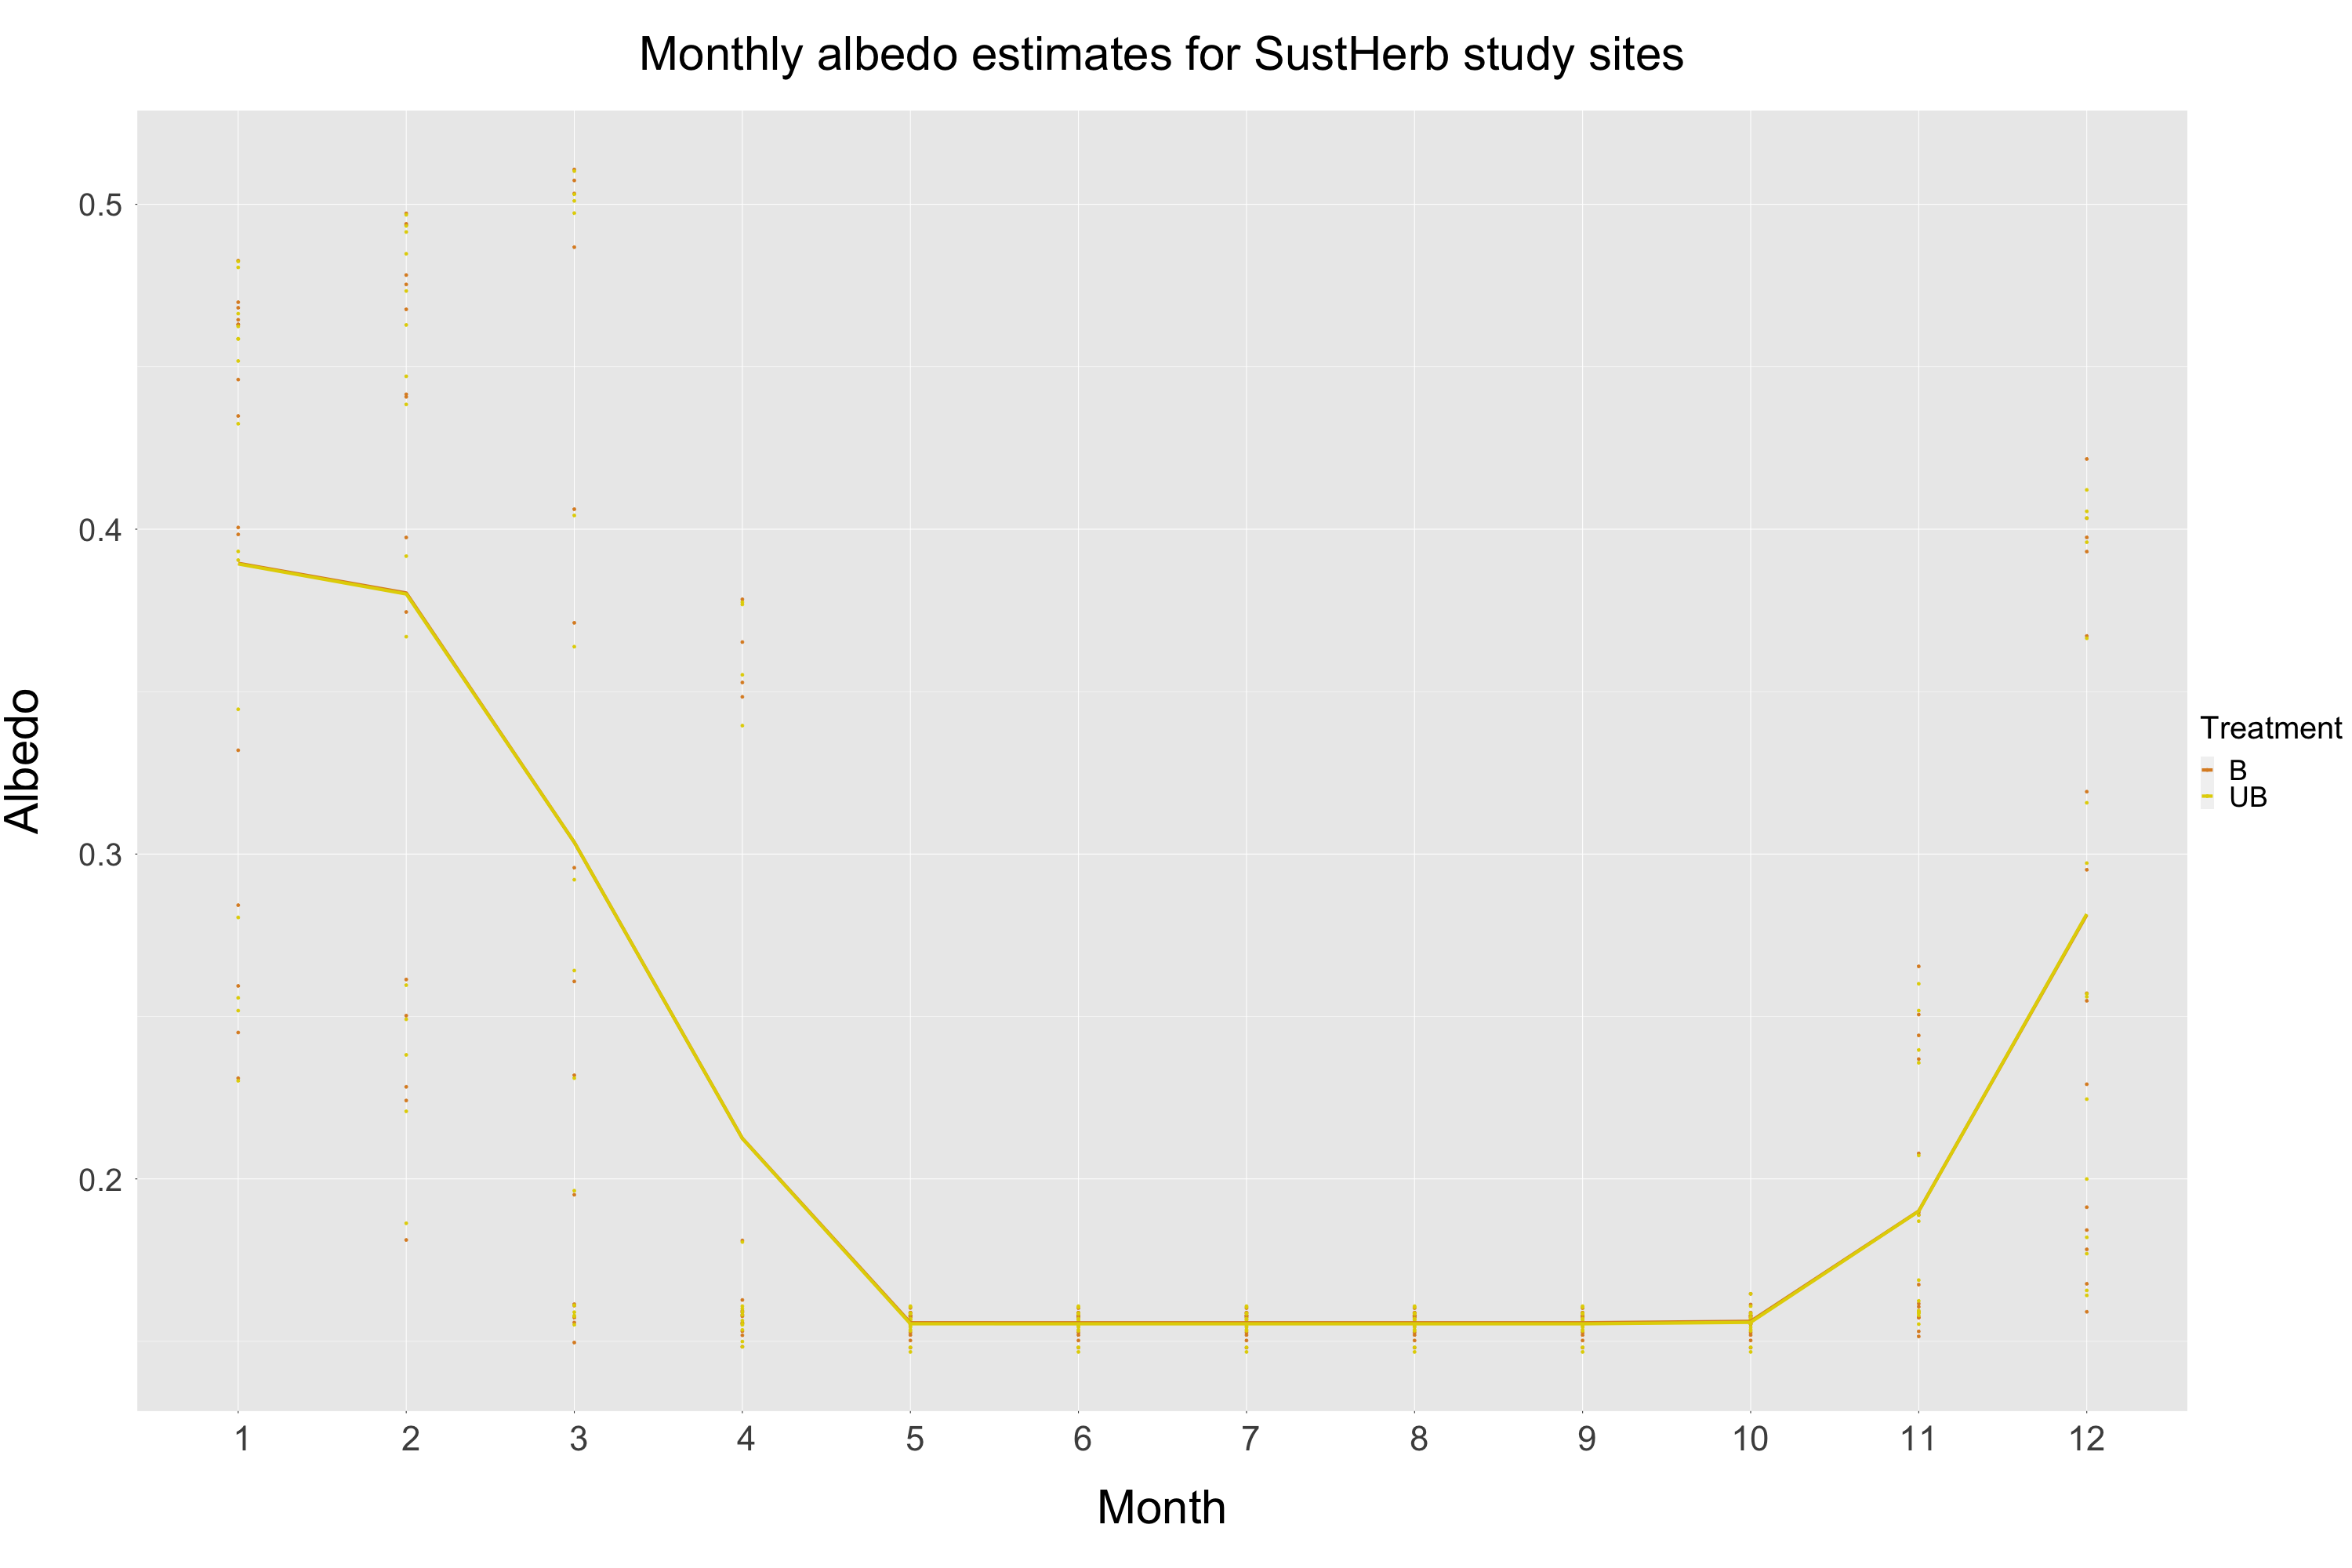 Monthly albedo estimates for SustHerb study sites
Albedo
0.5
0.4
0.3
0.2
1 2 3 4 5 6 7 8 9 10 11 12
Month
Treatment
B
UB